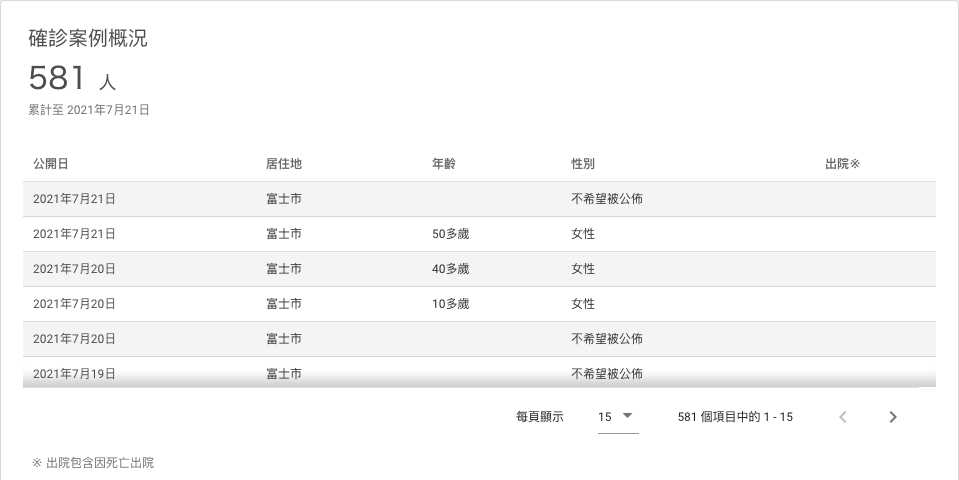 確診案例概況
581 人
累計至 2021年7月21日
公開日 居住地 年齡 性別 出院※
2021年7月21日 富士市 不希望被公佈
2021年7月21日 富士市 50多歲 女性
2021年7月20日 富士市 40多歲 女性
2021年7月20日 富士市 10多歲 女性
2021年7月20日 富士市 不希望被公佈
2021年7月19日 富士市 不希望被公佈
每頁顯示 15 581 個項目中的 1 - 15
※ 出院包含因死亡出院